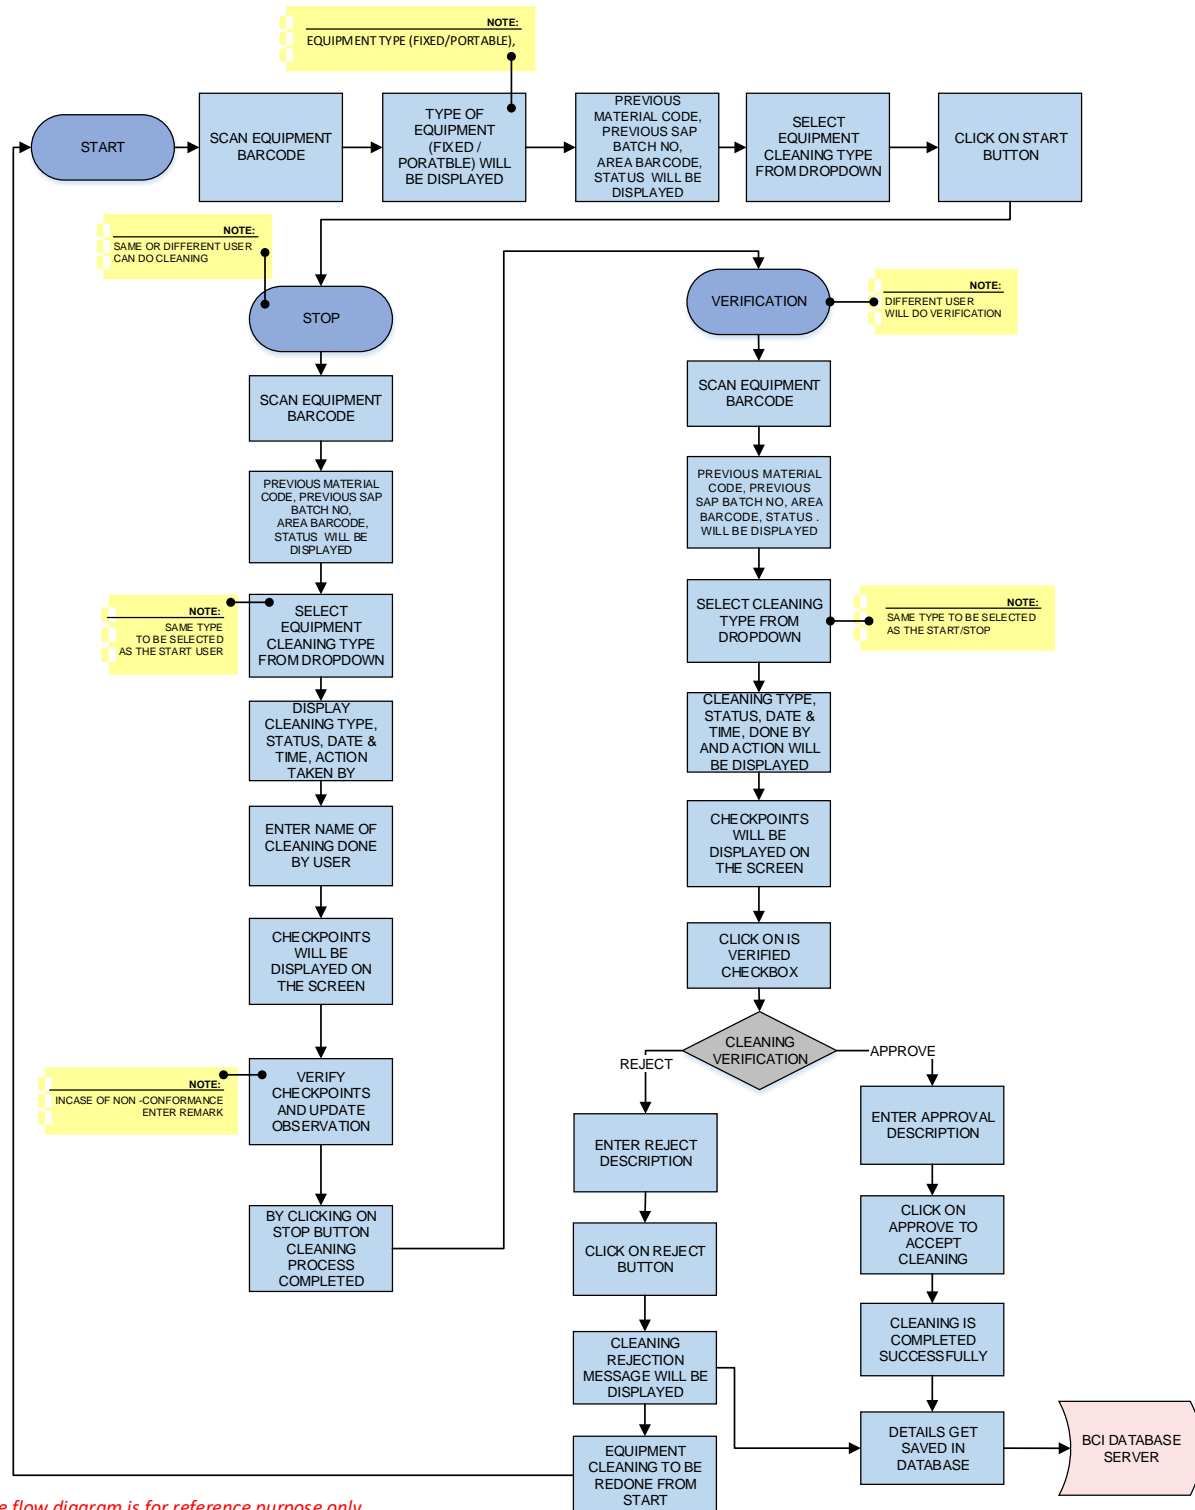 NOTE:
EQUIPMENT TYPE (FIXED/PORTABLE),
START
SCAN EQUIPMENT
BARCODE
TYPE OF
EQUIPMENT
(FIXED /
PORATBLE) WILL
BE DISPLAYED
PREVIOUS
MATERIAL CODE,
PREVIOUS SAP
BATCH NO,
AREA BARCODE,
STATUS WILL BE
DISPLAYED
SELECT
EQUIPMENT
CLEANING TYPE
FROM DROPDOWN
CLICK ON START
BUTTON
NOTE:
SAME OR DIFFERENT USER
CAN DO CLEANING
STOP
SCAN EQUIPMENT
BARCODE
PREVIOUS MATERIAL
CODE, PREVIOUS SAP
BATCH NO,
AREA BARCODE,
STATUS WILL BE
DISPLAYED
NOTE:
SAME TYPE
TO BE SELECTED
AS THE START USER
SELECT
EQUIPMENT
CLEANING TYPE
FROM DROPDOWN
DISPLAY
CLEANING TYPE,
STATUS, DATE &
TIME, ACTION
TAKEN BY
ENTER NAME OF
CLEANING DONE
BY USER
CHECKPOINTS
WILL BE
DISPLAYED ON
THE SCREEN
NOTE:
INCASE OF NON -CONFORMANCE
ENTER REMARK
VERIFY
CHECKPOINTS
AND UPDATE
OBSERVATION
BY CLICKING ON
STOP BUTTON
CLEANING
PROCESS
COMPLETED
VERIFICATION
NOTE:
DIFFERENT USER
WILL DO VERIFICATION
SCAN EQUIPMENT
BARCODE
PREVIOUS MATERIAL
CODE, PREVIOUS
SAP BATCH NO, AREA
BARCODE, STATUS .
WILL BE DISPLAYED
SELECT CLEANING
TYPE FROM
DROPDOWN
NOTE:
SAME TYPE TO BE SELECTED
AS THE START/STOP
CLEANING TYPE,
STATUS, DATE &
TIME, DONE BY
AND ACTION WILL
BE DISPLAYED
CHECKPOINTS
WILL BE
DISPLAYED ON
THE SCREEN
CLICK ON IS
VERIFIED
CHECKBOX
CLEANING
VERIFICATION
REJECT
APPROVE
ENTER REJECT
DESCRIPTION
CLICK ON REJECT
BUTTON
CLEANING
REJECTION
MESSAGE WILL BE
DISPLAYED
EQUIPMENT
CLEANING TO BE
REDONE FROM
START
ENTER APPROVAL
DESCRIPTION
CLICK ON
APPROVE TO
ACCEPT
CLEANING
CLEANING IS
COMPLETED
SUCCESSFULLY
DETAILS GET
SAVED IN
DATABASE
BCI DATABASE
SERVER
e flow diagram is for reference purpose only